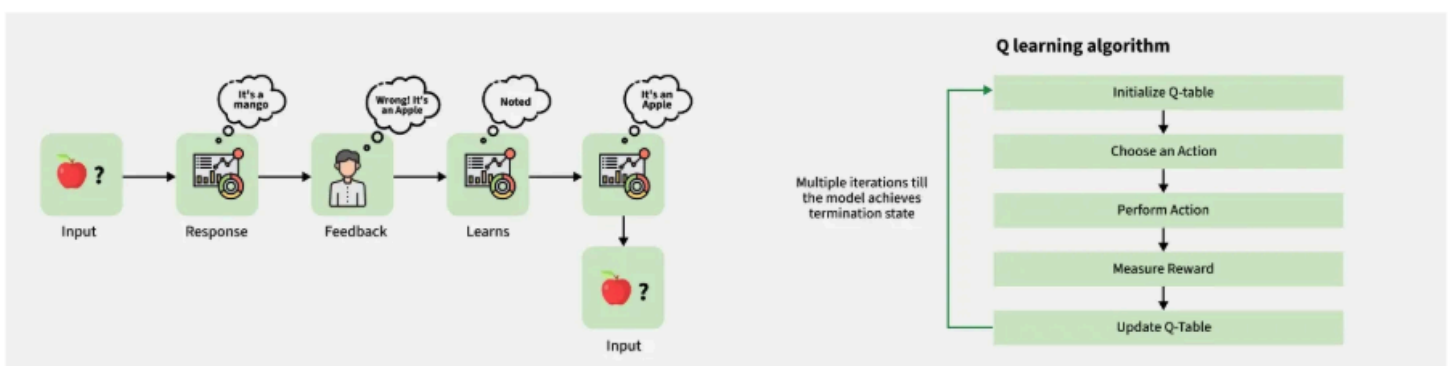 It's a
mango
Wrong! It's
an Apple
Noted
It's an
Apple
?
Input
Response
Feedback
Learns
?
Input
Q learning algorithm
Initialize Q-table
Choose an Action
Perform Action
Measure Reward
Update Q-Table
Multiple iterations till
the model achieves
termination state